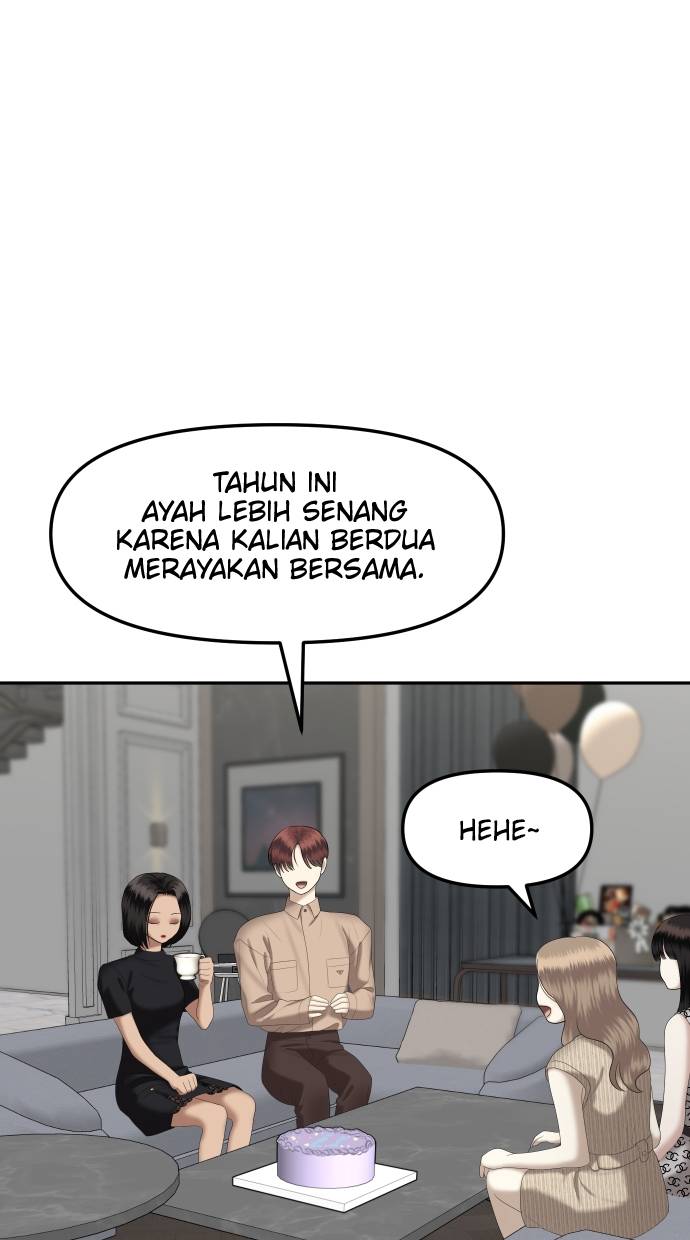 TAHUN INI
AYAH LEBIH SENANG
KARENA KALIAN BERDUA
MERAYAKAN BERSAMA.
HEHE~